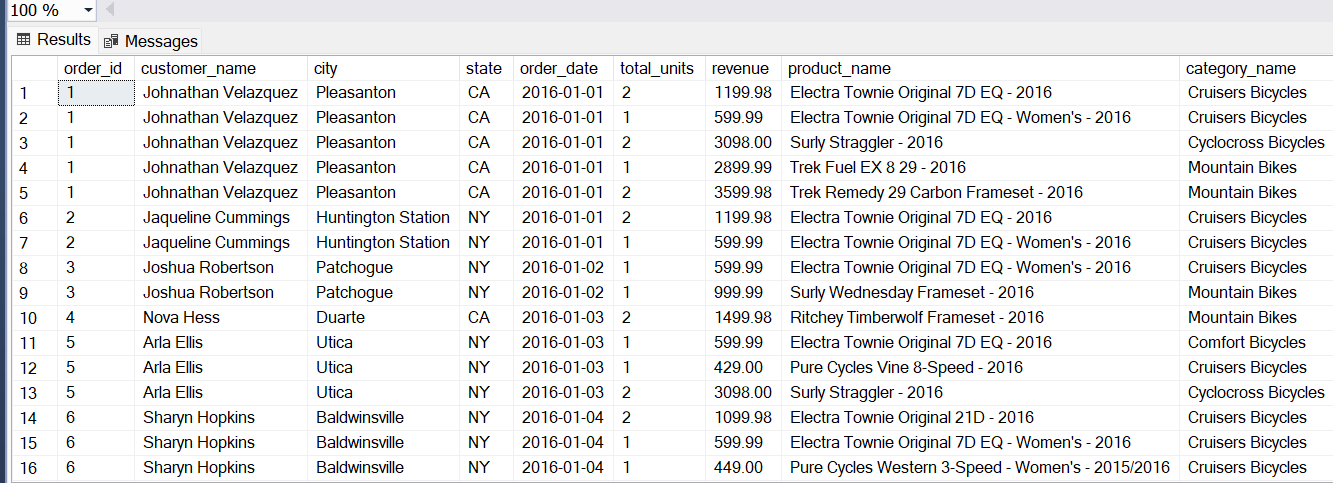 100 %
Results Messages
order_id customer_name city state order_date total_units revenue product_name category_name
1 1 Johnathan Velazquez Pleasanton CA 2016-01-01 2 1199.98 Electra Townie Original 7D EQ - 2016 Cruisers Bicycles
2 1 Johnathan Velazquez Pleasanton CA 2016-01-01 1 599.99 Electra Townie Original 7D EQ - Women's - 2016 Cruisers Bicycles
3 1 Johnathan Velazquez Pleasanton CA 2016-01-01 2 3098.00 Surly Straggler - 2016 Cyclocross Bicycles
4 1 Johnathan Velazquez Pleasanton CA 2016-01-01 1 2899.99 Trek Fuel EX 8 29 - 2016 Mountain Bikes
5 1 Johnathan Velazquez Pleasanton CA 2016-01-01 2 3599.98 Trek Remedy 29 Carbon Frameset - 2016 Mountain Bikes
6 2 Jaqueline Cummings Huntington Station NY 2016-01-01 2 1199.98 Electra Townie Original 7D EQ - 2016 Cruisers Bicycles
7 2 Jaqueline Cummings Huntington Station NY 2016-01-01 1 599.99 Electra Townie Original 7D EQ - Women's - 2016 Cruisers Bicycles
8 3 Joshua Robertson Patchogue NY 2016-01-02 1 599.99 Electra Townie Original 7D EQ - Women's - 2016 Cruisers Bicycles
9 3 Joshua Robertson Patchogue NY 2016-01-02 1 999.99 Surly Wednesday Frameset - 2016 Mountain Bikes
10 4 Nova Hess Duarte CA 2016-01-03 2 1499.98 Ritchey Timberwolf Frameset - 2016 Mountain Bikes
11 5 Arla Ellis Utica NY 2016-01-03 1 599.99 Electra Townie Original 7D EQ - 2016 Comfort Bicycles
12 5 Arla Ellis Utica NY 2016-01-03 1 429.00 Pure Cycles Vine 8-Speed - 2016 Cruisers Bicycles
13 5 Arla Ellis Utica NY 2016-01-03 2 3098.00 Surly Straggler - 2016 Cyclocross Bicycles
14 6 Sharyn Hopkins Baldwinsville NY 2016-01-04 2 1099.98 Electra Townie Original 21D - 2016 Cruisers Bicycles
15 6 Sharyn Hopkins Baldwinsville NY 2016-01-04 1 599.99 Electra Townie Original 7D EQ - Women's - 2016 Cruisers Bicycles
16 6 Sharyn Hopkins Baldwinsville NY 2016-01-04 1 449.00 Pure Cycles Western 3-Speed - Women's - 2015/2016 Cruisers Bicycles